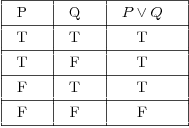 P Q P ∨ Q
T T T
T F T
F T T
F F F